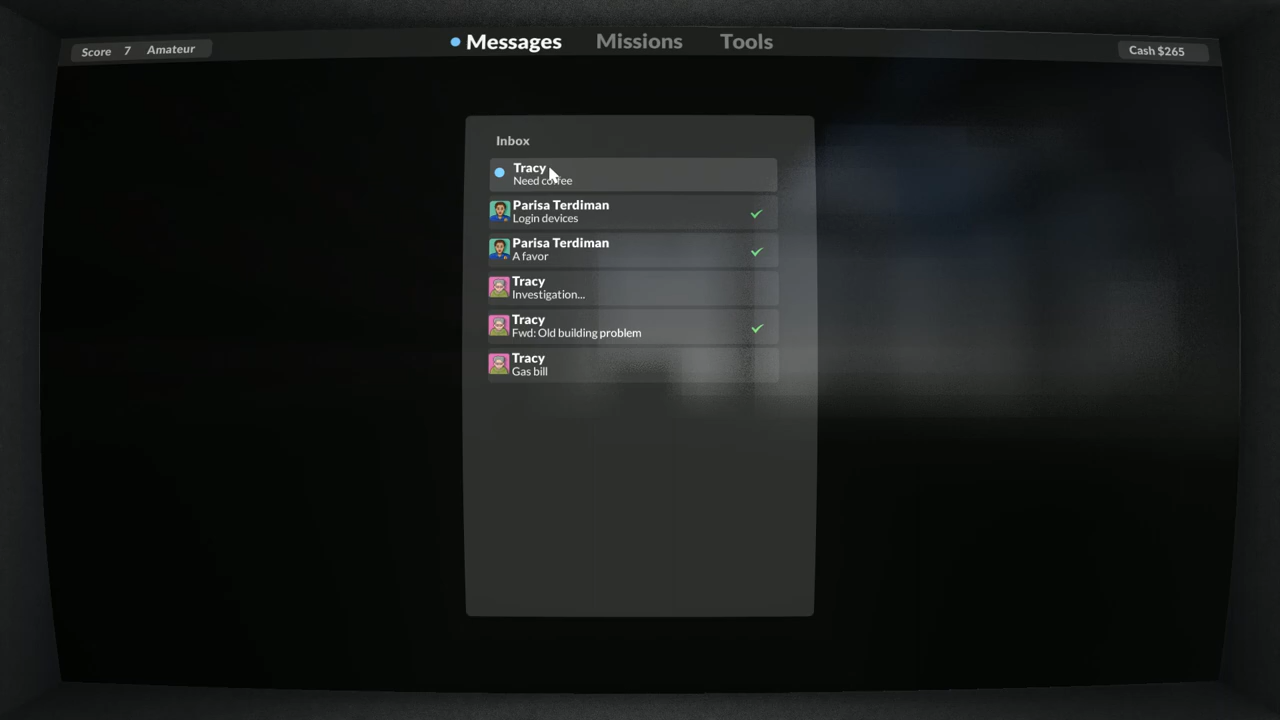 Score 7 Amateur
Messages Missions Tools
Cash $265
Inbox
Tracy
Need coffee
Parisa Terdiman
Login devices
Parisa Terdiman
A favor
Tracy
Investigation...
Tracy
Fwd: Old building problem
Tracy
Gas bill